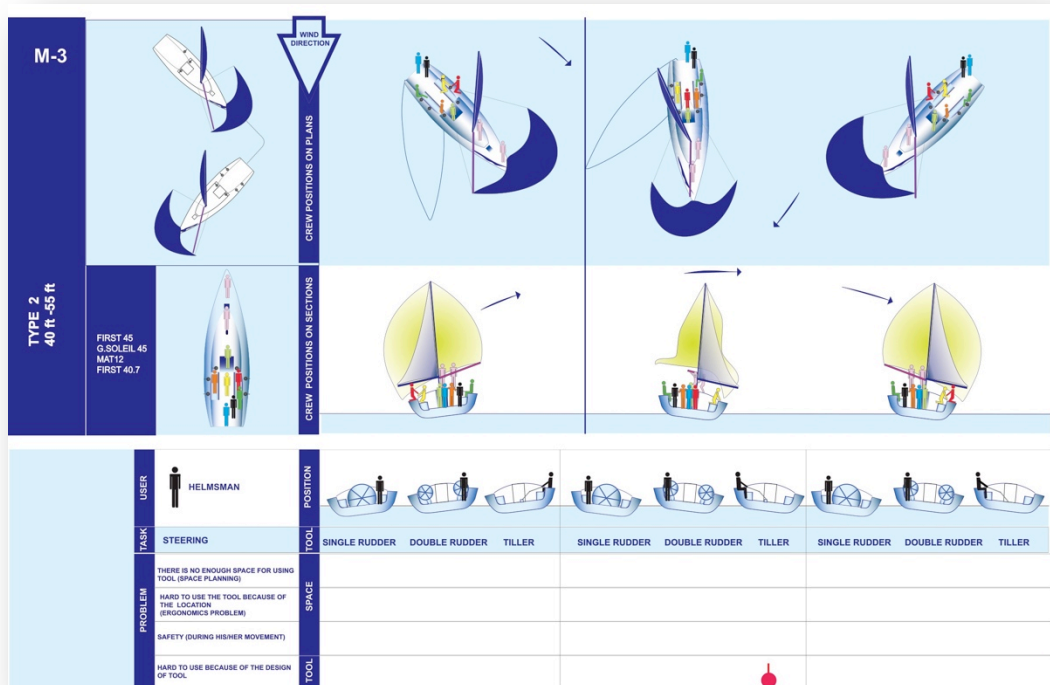 M-3
TYPE 2
40 ft -55 ft
WIND
DIRECTION
CREW POSITIONS ON PLANS
FIRST 45
G.SOLEIL 45
MAT12
FIRST 40.7
CREW POSITIONS ON SECTIONS
USER
HELMSMAN
POSITION
TASK
STEERING
TOOL
SINGLE RUDDER
DOUBLE RUDDER
TILLER
SINGLE RUDDER
DOUBLE RUDDER
TILLER
SINGLE RUDDER
DOUBLE RUDDER
TILLER
PROBLEM
THERE IS NO ENOUGH SPACE FOR USING
TOOL (SPACE PLANNING)
HARD TO USE THE TOOL BECAUSE OF
THE LOCATION
(ERGONOMICS PROBLEM)
SAFETY (DURING HIS/HER MOVEMENT)
SPACE
HARD TO USE BECAUSE OF THE DESIGN
OF TOOL
TOOL